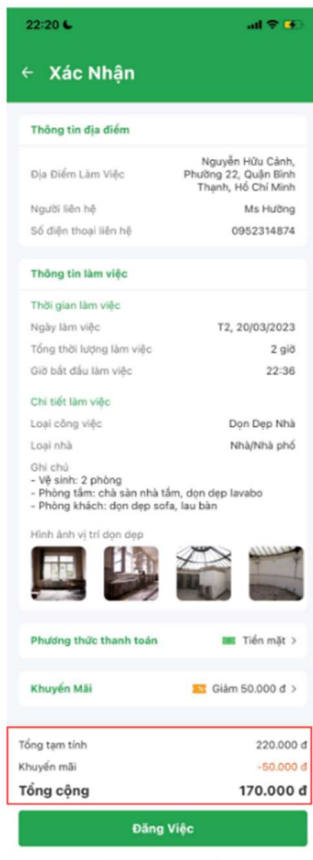 22:20
Xác Nhận
Thông tin địa điểm
Địa Điểm Làm Việc
Nguyễn Hữu Cảnh,
Phường 22, Quận Bình
Thạnh, Hồ Chí Minh
Người liên hệ Ms Hường
Số điện thoại liên hệ 0952314874
Thông tin làm việc
Thời gian làm việc
Ngày làm việc T2, 20/03/2023
Tổng thời lượng làm việc 2 giờ
Giờ bắt đầu làm việc 22:36
Chi tiết làm việc
Loại công việc Dọn Dẹp Nhà
Loại nhà Nhà/Nhà phố
Ghi chú
- Vệ sinh: 2 phòng
- Phòng tắm: chà sàn nhà tắm, dọn dẹp lavabo
- Phòng khách: dọn dẹp sofa, lau bàn
Hình ảnh vị trí dọn dẹp
Phương thức thanh toán Tiền mặt >
Khuyến Mãi Giảm 50.000 đ >
Tổng tạm tính 220.000 đ
Khuyến mãi -50.000 đ
Tổng cộng 170.000 đ
Đăng Việc